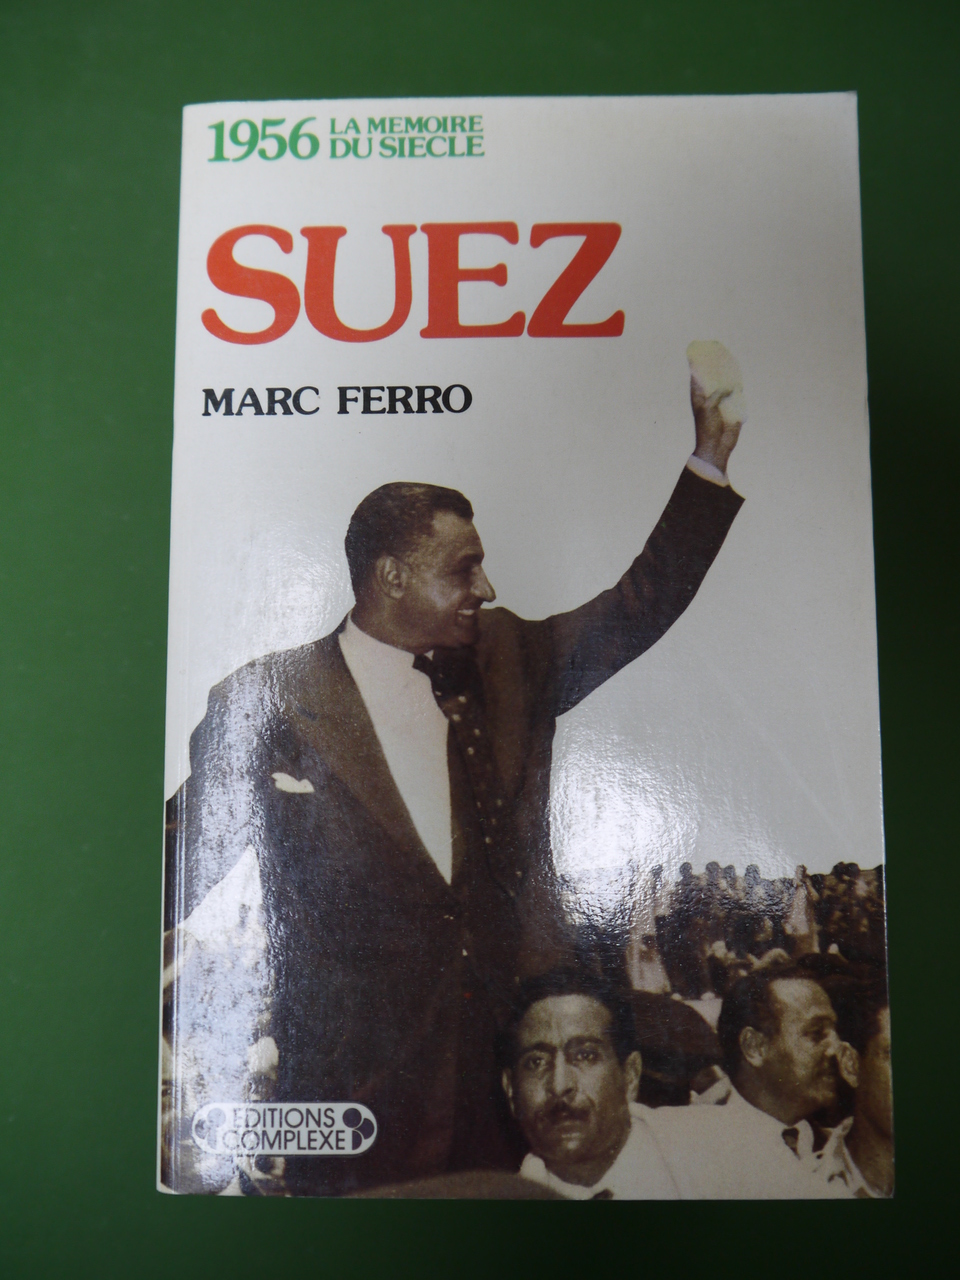 1956 LA MEMOIRE
DU SIECLE
SUEZ
MARC FERRO
EDITIONS
COMPLEXE